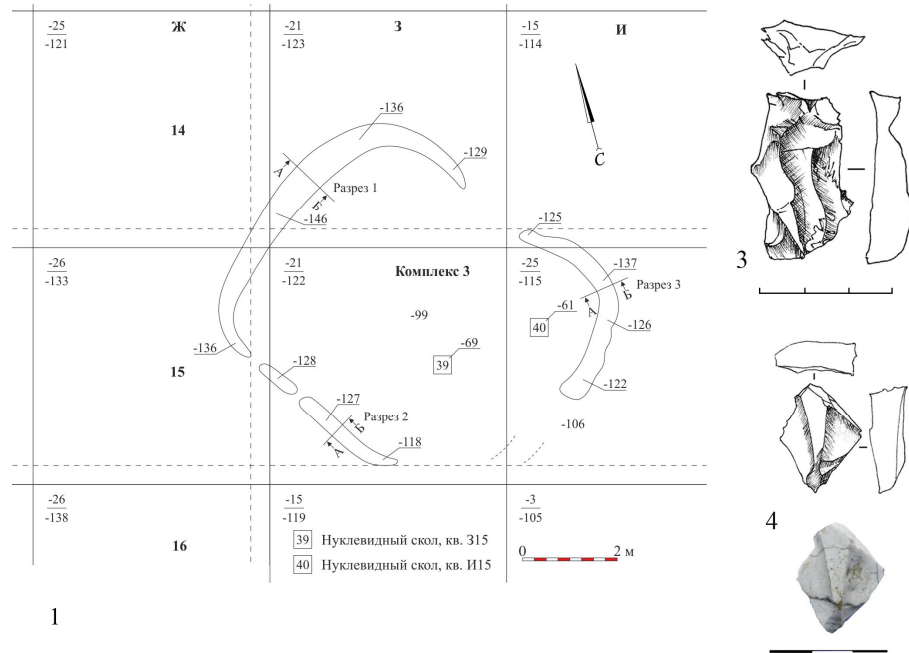 Ж З И
-25
-121
-21
-123
-15
-114
-136
-129
14
А
Разрез 1
Б
-146
С
-125
-26
-133
-21
-122
Комплекс 3
-25
-115
-137
Разрез 3
Б
А
-61
40
-99
-126
-69
39
-136
-128
15
-127
Разрез 2
Б
А
-122
-118
-106
-26
-138
-15
-119
-3
-105
16
39 Нуклевидный скол, кв. З15
40 Нуклевидный скол, кв. И15
0 2 м
1
3
4